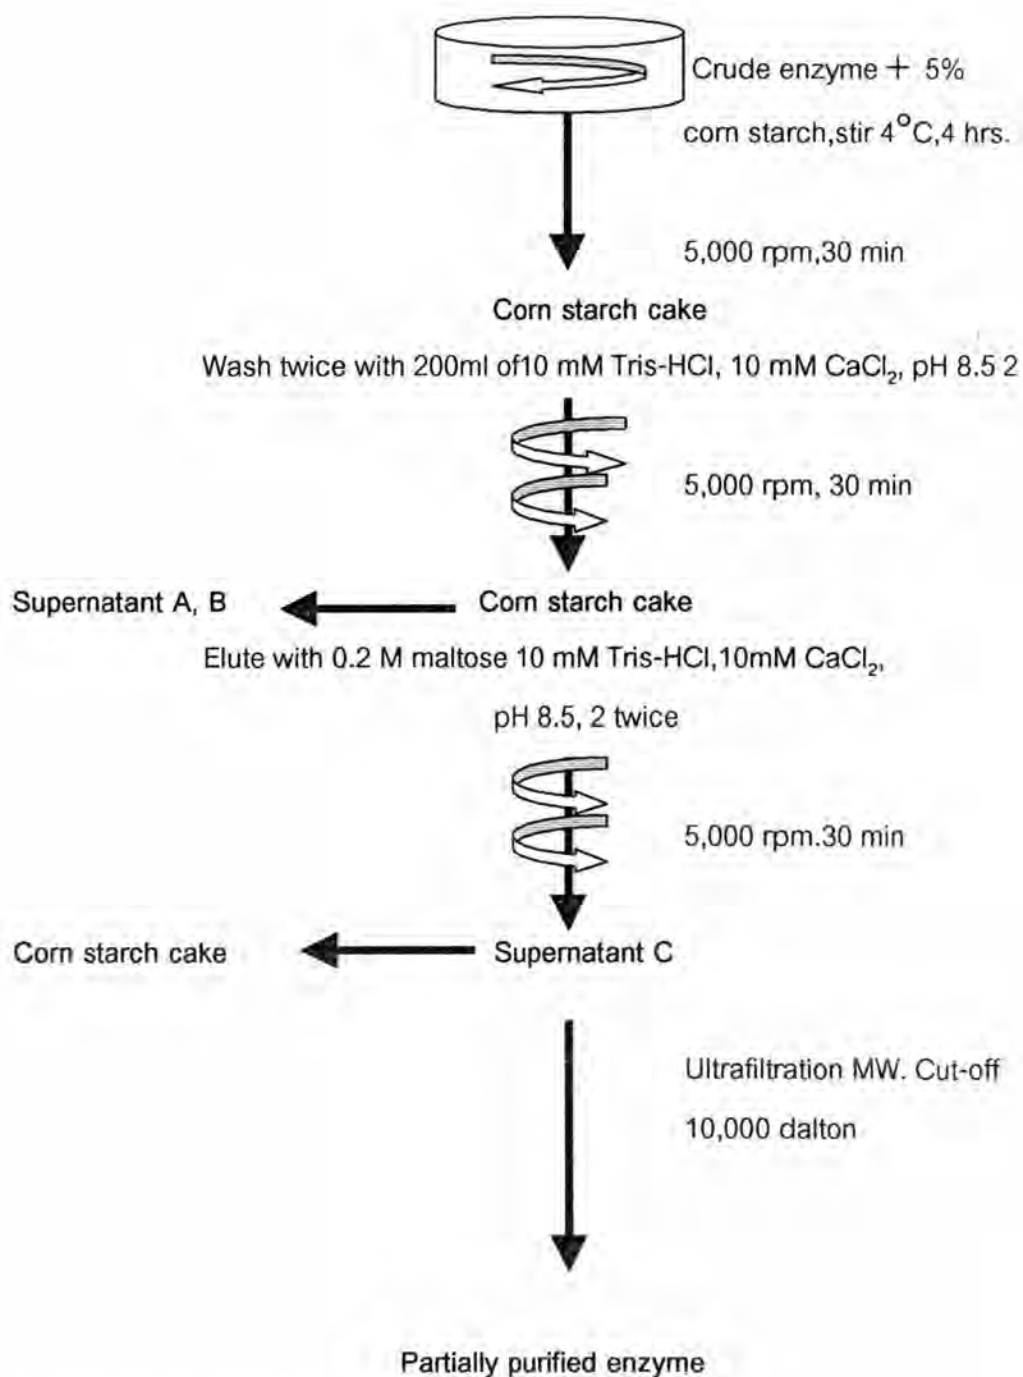 Crude enzyme + 5%
corn starch,stir 4°C,4 hrs.
5,000 rpm,30 min
Corn starch cake
Wash twice with 200ml of10 mM Tris-HCl, 10 mM CaCl₂, pH 8.5 2
5,000 rpm, 30 min
Supernatant A, B
Corn starch cake
Elute with 0.2 M maltose 10 mM Tris-HCl,10mM CaCl₂,
pH 8.5, 2 twice
5,000 rpm.30 min
Corn starch cake
Supernatant C
Ultrafiltration MW. Cut-off
10,000 dalton
Partially purified enzyme